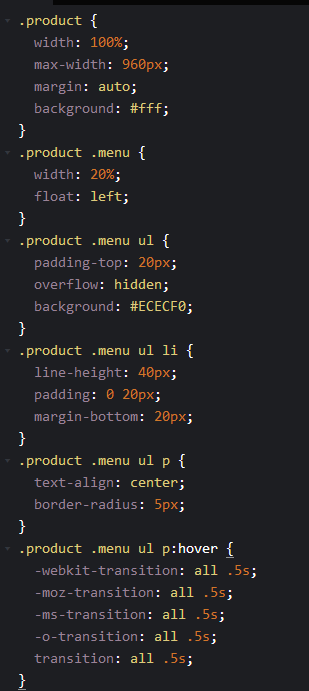 .product {
width: 100%;
max-width: 960px;
margin: auto;
background: #fff;
}
.product .menu {
width: 20%;
float: left;
}
.product .menu ul {
padding-top: 20px;
overflow: hidden;
background: #ECECF0;
}
.product .menu ul li {
line-height: 40px;
padding: 0 20px;
margin-bottom: 20px;
}
.product .menu ul p {
text-align: center;
border-radius: 5px;
}
.product .menu ul p:hover {
-webkit-transition: all .5s;
-moz-transition: all .5s;
-ms-transition: all .5s;
-o-transition: all .5s;
transition: all .5s;
}